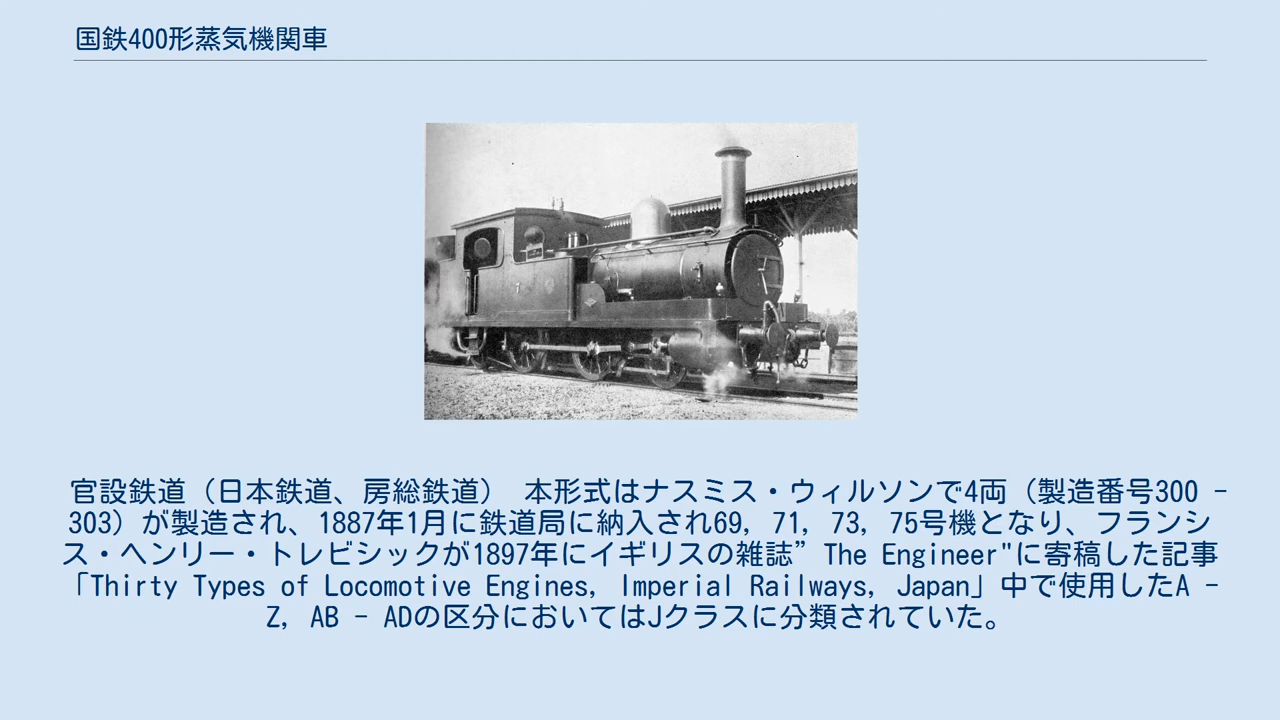 国鉄400形蒸気機関車
官設鉄道（日本鉄道、房総鉄道） 本形式はナスミス・ウィルソンで4両（製造番号300 -
303）が製造され、1887年1月に鉄道局に納入され69, 71, 73, 75号機となり、フランシ
ス・ヘンリー・トレビシックが1897年にイギリスの雑誌”The Engineer"に寄稿した記事
「Thirty Types of Locomotive Engines, Imperial Railways, Japan」中で使用したA -
Z, AB - ADの区分においてはJクラスに分類されていた。